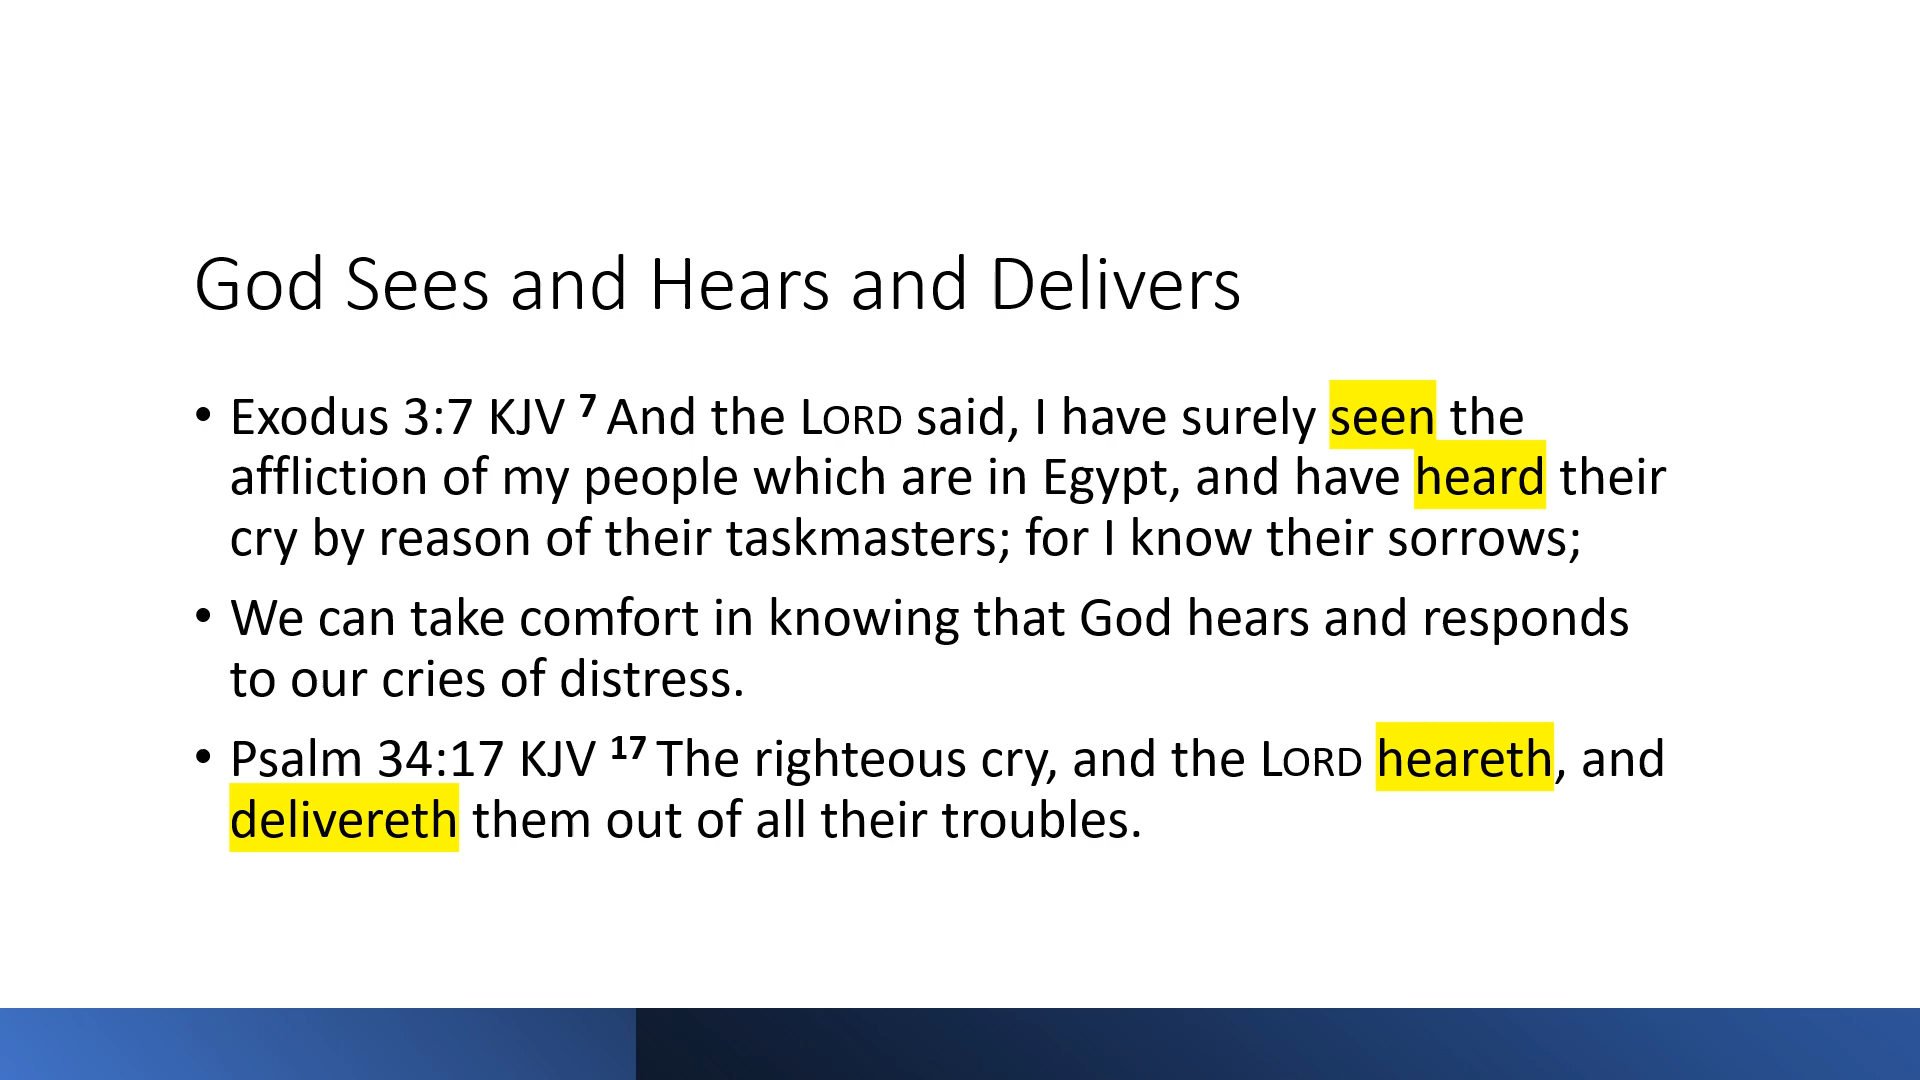 God Sees and Hears and Delivers
• Exodus 3:7 KJV 7 And the LORD said, I have surely seen the
affliction of my people which are in Egypt, and have heard their
cry by reason of their taskmasters; for I know their sorrows;
• We can take comfort in knowing that God hears and responds
to our cries of distress.
• Psalm 34:17 KJV 17 The righteous cry, and the LORD heareth, and
delivereth them out of all their troubles.